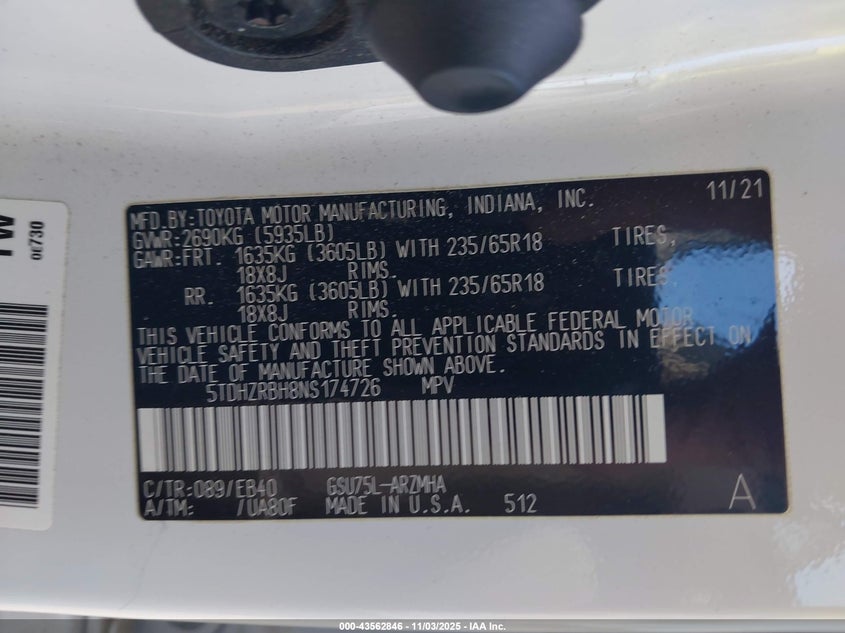 MFD.BY:TOYOTA MOTOR MANUFACTURING, INDIANA, INC. 11/21
GVWR:2690KG (5935LB)
GAWR:FRT. 1635KG (3605LB) WITH 235/65R18 TIRES,
18X8J RIMS.
RR. 1635KG (3605LB) WITH 235/65R18 TIRES,
18X8J RIMS.
THIS VEHICLE CONFORMS TO ALL APPLICABLE FEDERAL MOTOR
VEHICLE SAFETY AND THEFT PREVENTION STANDARDS IN EFFECT ON
THE DATE OF MANUFACTURE SHOWN ABOVE.
5TDHZRBH8NS174726 MPV
C/TR:089/EB40 GSU75L-ARZMHA
A/TM: /UA80F MADE IN U.S.A. 512 A
000-43562846 - 11/03/2025 - IAA Inc.